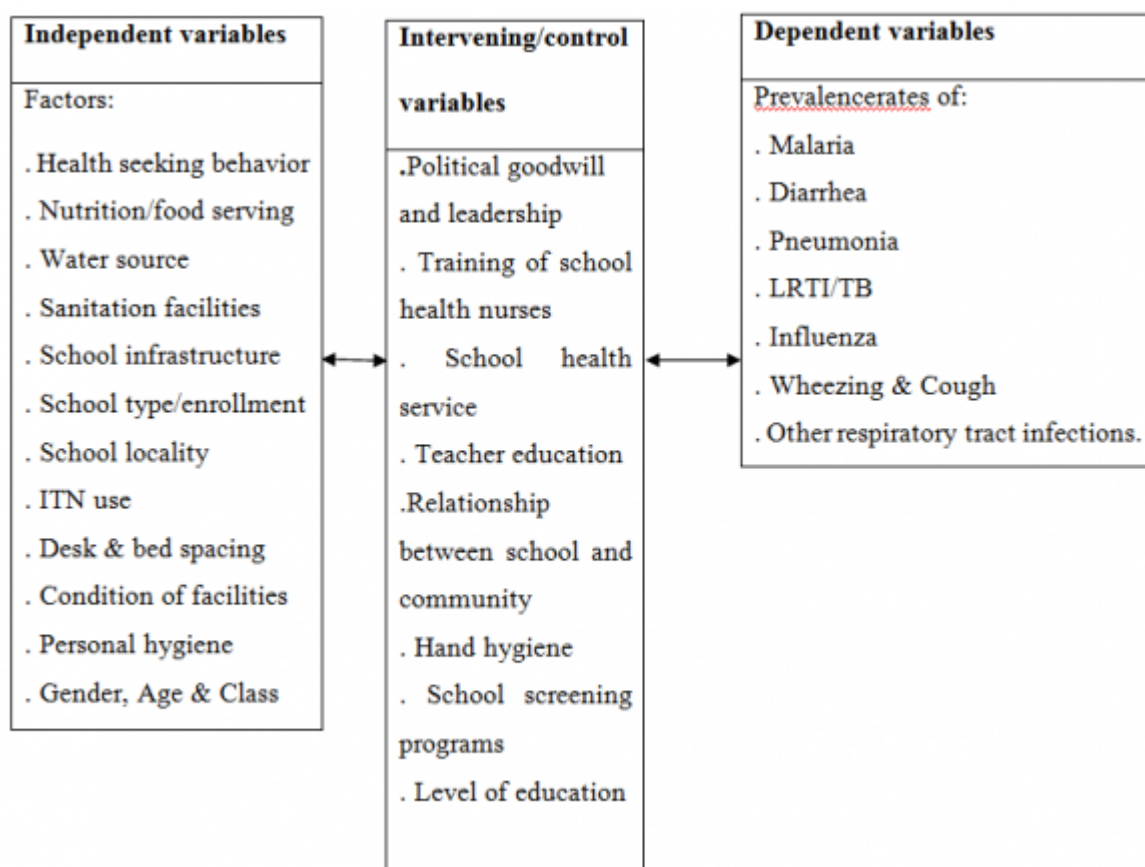 Independent variables
Factors:
. Health seeking behavior
. Nutrition/food serving
. Water source
. Sanitation facilities
. School infrastructure
. School type/enrollment
. School locality
. ITN use
. Desk & bed spacing
. Condition of facilities
. Personal hygiene
. Gender, Age & Class
Intervening/control
variables
.Political goodwill
and leadership
. Training of school
health nurses
. School health
service
. Teacher education
.Relationship
between school and
community
. Hand hygiene
. School screening
programs
. Level of education
Dependent variables
Prevalencerates of:
. Malaria
. Diarrhea
. Pneumonia
. LRTI/TB
. Influenza
. Wheezing & Cough
. Other respiratory tract infections.